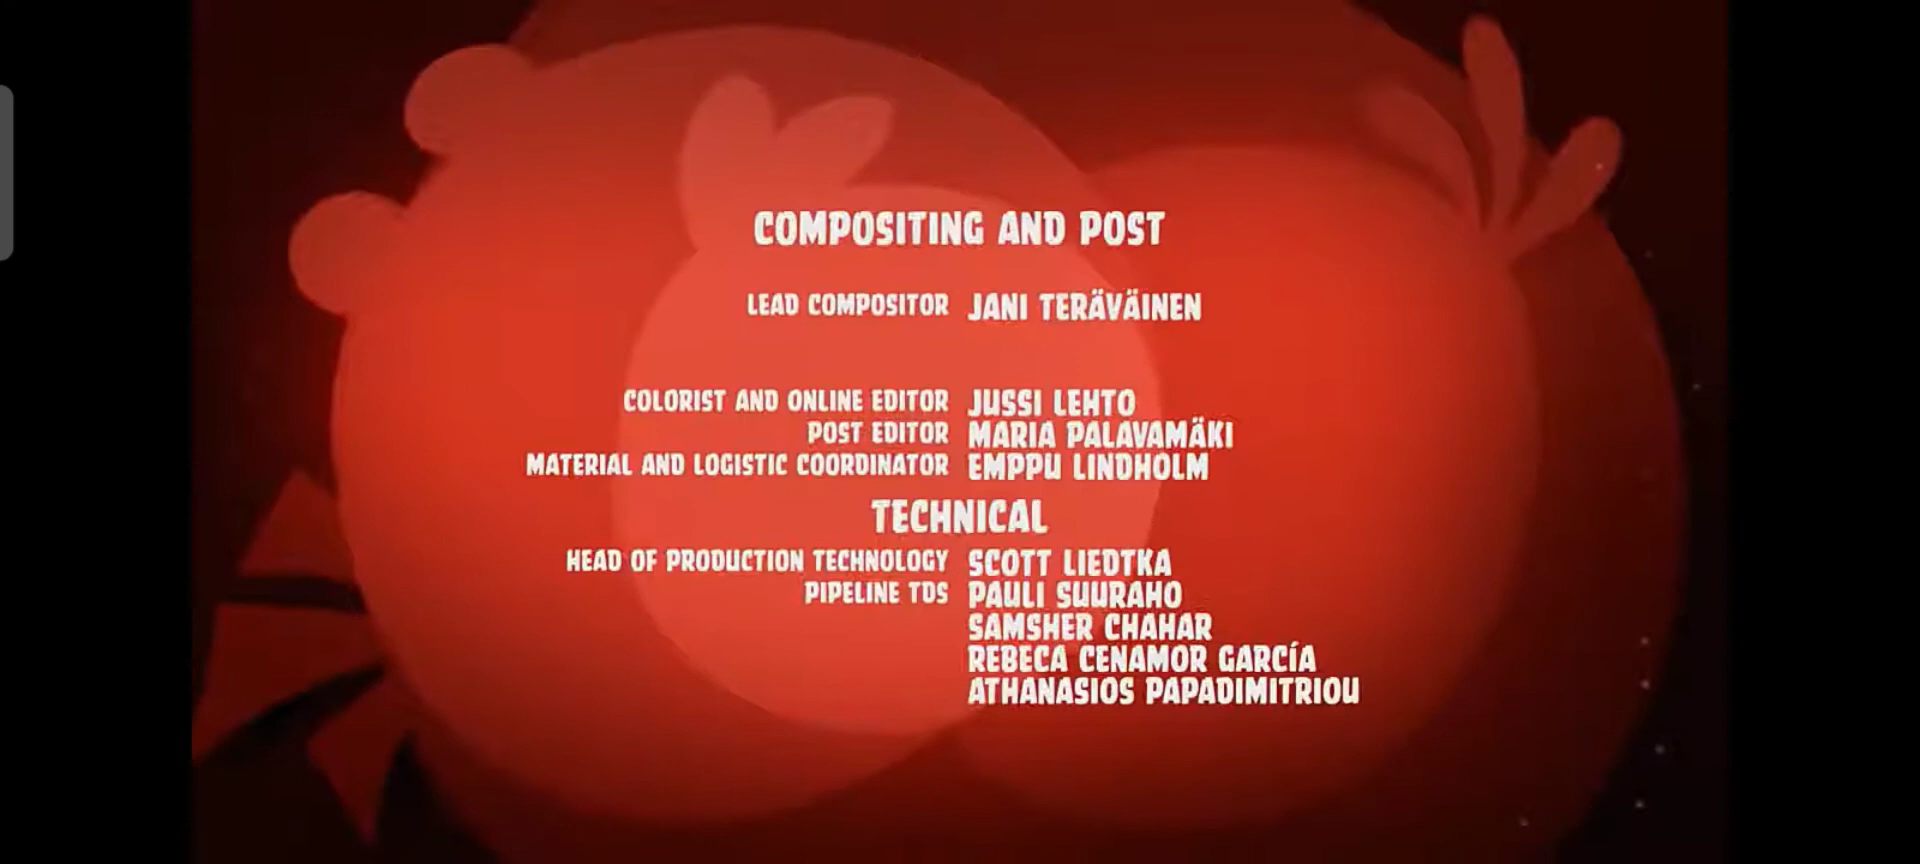 COMPOSITING AND POST
LEAD COMPOSITOR JANI TERÄVÄINEN
COLORIST AND ONLINE EDITOR JUSSI LEHTO
POST EDITOR MARIA PALAVAMÄKI
MATERIAL AND LOGISTIC COORDINATOR EMPPU LINDHOLM
TECHNICAL
HEAD OF PRODUCTION TECHNOLOGY SCOTT LIEDTKA
PIPELINE TDS PAULI SUURAHO
SAMSHER CHAHAR
REBECA CENAMOR GARCÍA
ATHANASIOS PAPADIMITRIOU